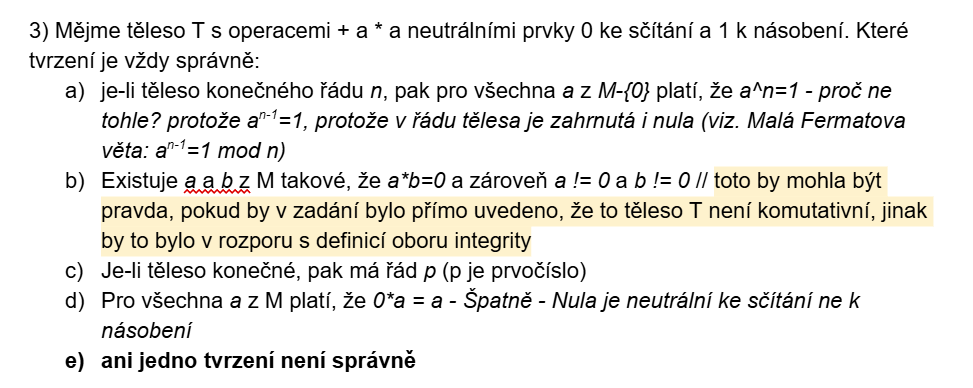 3) Mějme těleso T s operacemi + a * a neutrálními prvky 0 ke sčítání a 1 k násobení. Které
tvrzení je vždy správně:
a) je-li těleso konečného řádu n, pak pro všechna a z M-{0} platí, že a^n=1 - proč ne
tohle? protože aⁿ⁻¹=1, protože v řádu tělesa je zahrnutá i nula (viz. Malá Fermatova
věta: aⁿ⁻¹=1 mod n)
b) Existuje a a b z M takové, že a*b=0 a zároveň a != 0 a b != 0 // toto by mohla být
pravda, pokud by v zadání bylo přímo uvedeno, že to těleso T není komutativní, jinak
by to bylo v rozporu s definicí oboru integrity
c) Je-li těleso konečné, pak má řád p (p je prvočíslo)
d) Pro všechna a z M platí, že 0*a = a - Špatně - Nula je neutrální ke sčítání ne k
násobení
e) ani jedno tvrzení není správně